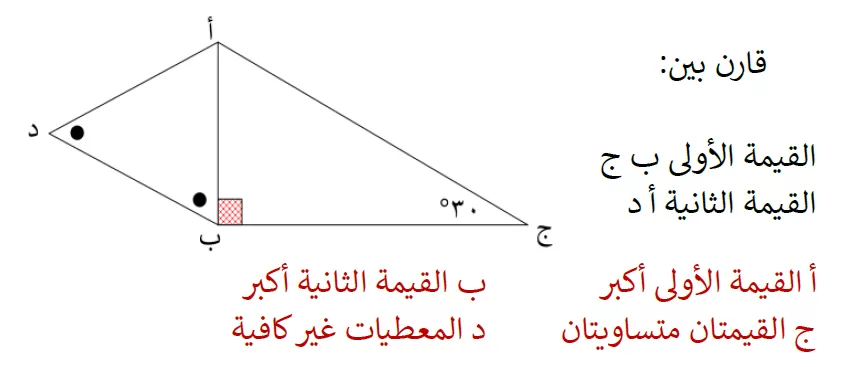 قارن بين:
القيمة الأولى ب ج
القيمة الثانية أ د
أ القيمة الأولى أكبر
ب القيمة الثانية أكبر
ج القيمتان متساويتان
د المعطيات غير كافية
أ
د
ب
ج
°٣٠